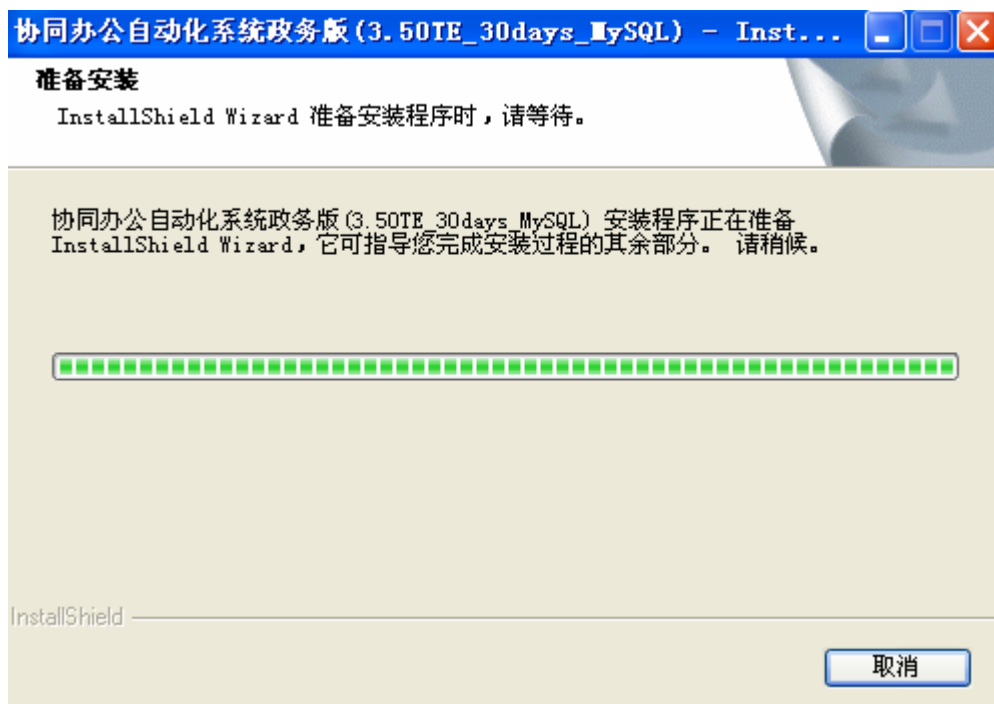 协同办公自动化系统政务版(3.50TE_30days_MySQL) - Inst...
准备安装
InstallShield Wizard 准备安装程序时，请等待。
协同办公自动化系统政务版(3.50TE_30days_MySQL) 安装程序正在准备
InstallShield Wizard，它可指导您完成安装过程的其余部分。 请稍候。
InstallShield
取消